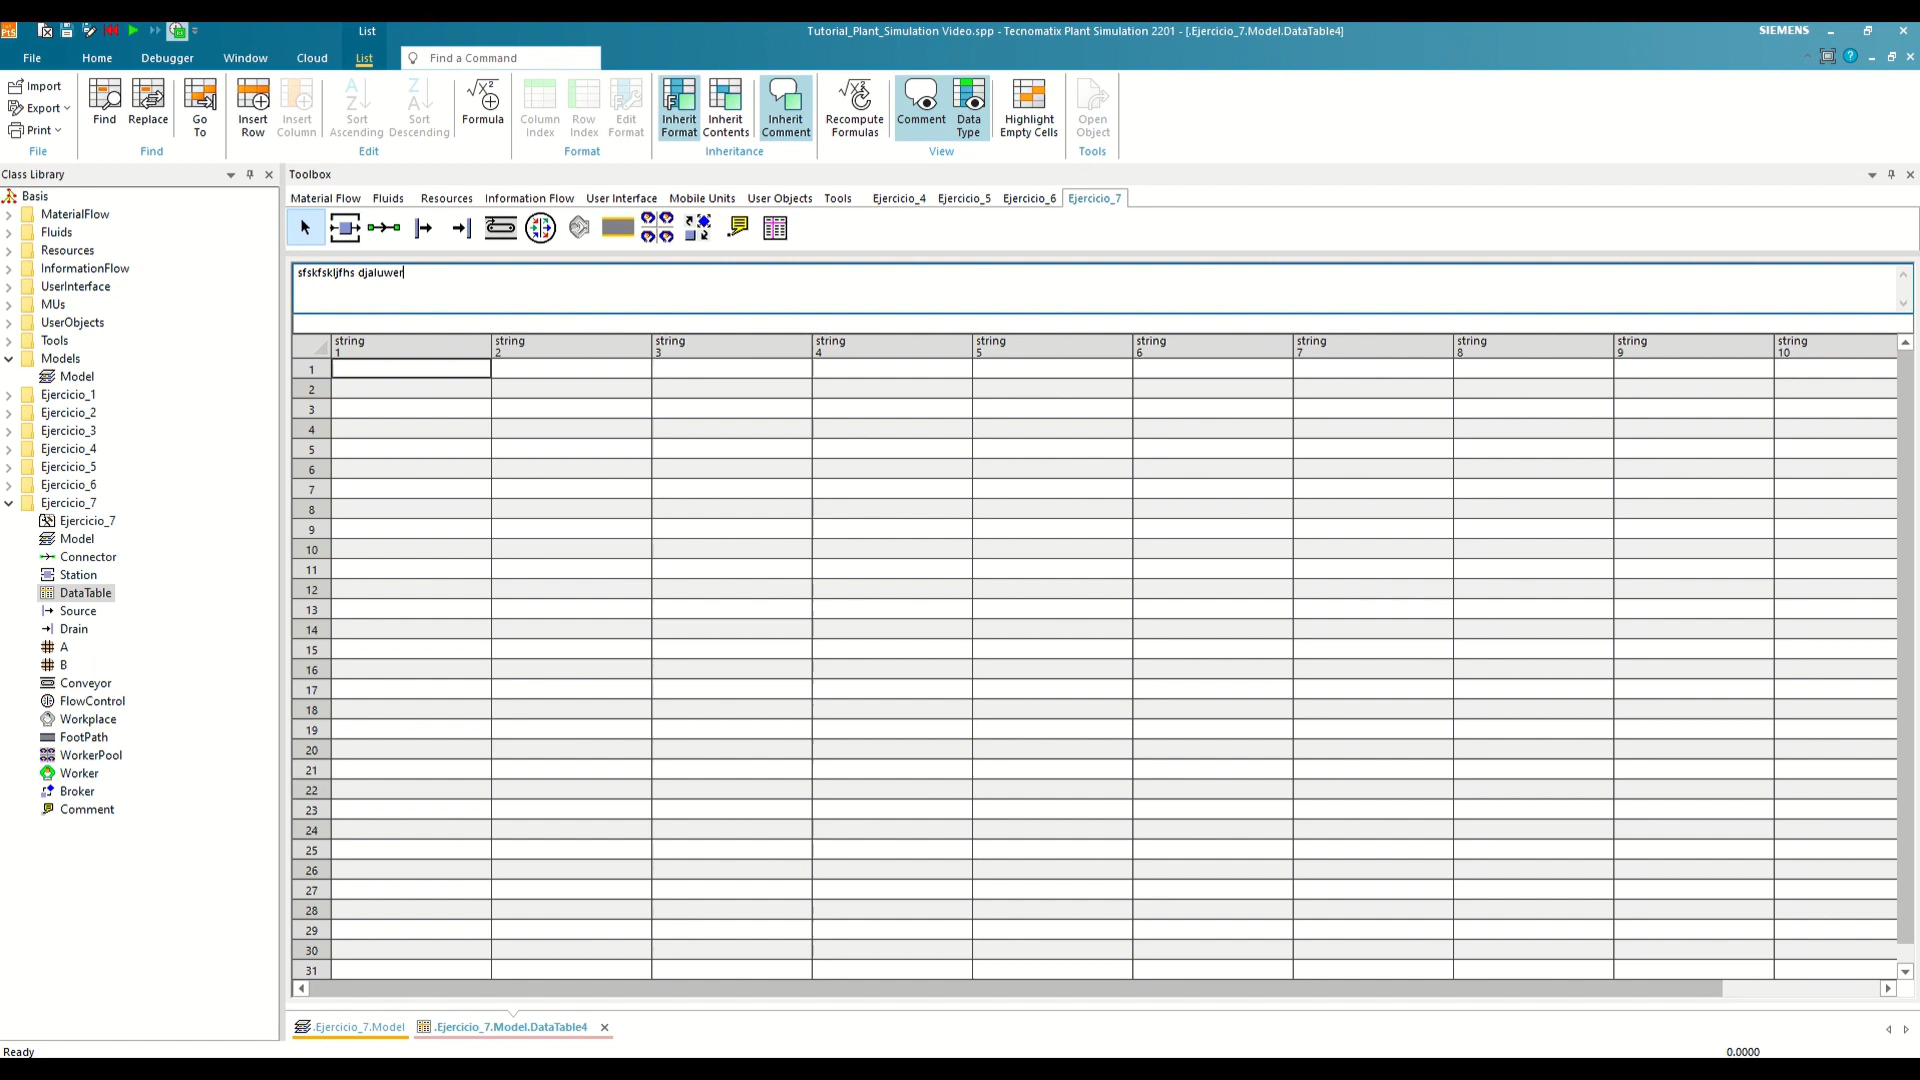 List
Tutorial_Plant_Simulation Video.spp - Tecnomatix Plant Simulation 2201 - [.Ejercicio_7.Model.DataTable4]
SIEMENS
File Home Debugger Window Cloud List Find a Command
Import
Export
Print
Find Replace Go To
Insert Row Insert Column Sort Ascending Sort Descending Formula
Column Index Row Index Edit Format
Inherit Format Inherit Contents Inherit Comment
Recompute Formulas Comment Data Type Highlight Empty Cells
Open Object
File Find Edit Format Inheritance View Tools
Class Library
Basis
MaterialFlow
Fluids
Resources
InformationFlow
UserInterface
MUs
UserObjects
Tools
Models
Model
Ejercicio_1
Ejercicio_2
Ejercicio_3
Ejercicio_4
Ejercicio_5
Ejercicio_6
Ejercicio_7
Ejercicio_7
Model
Connector
Station
DataTable
Source
Drain
A
B
Conveyor
FlowControl
Workplace
FootPath
WorkerPool
Worker
Broker
Comment
Toolbox
Material Flow Fluids Resources Information Flow User Interface Mobile Units User Objects Tools Ejercicio_4 Ejercicio_5 Ejercicio_6 Ejercicio_7
sfskfskljfhs djaluwer
string string string string string string string string string string
1 2 3 4 5 6 7 8 9 10
1
2
3
4
5
6
7
8
9
10
11
12
13
14
15
16
17
18
19
20
21
22
23
24
25
26
27
28
29
30
31
.Ejercicio_7.Model .Ejercicio_7.Model.DataTable4
Ready 0.0000